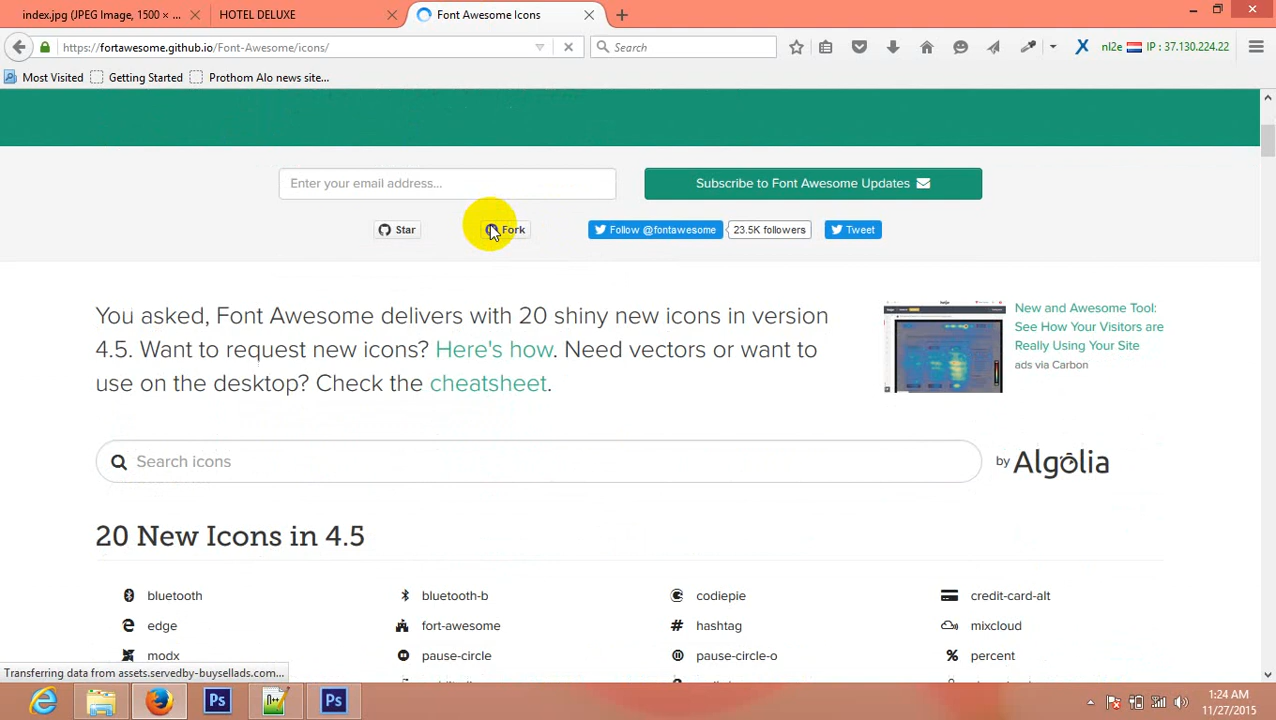 index.jpg (JPEG Image, 1500 × ...
HOTEL DELUXE
Font Awesome Icons
https://fortawesome.github.io/Font-Awesome/icons/
Search
nl2e IP : 37.130.224.22
Most Visited
Getting Started
Prothom Alo news site...
Enter your email address...
Subscribe to Font Awesome Updates
Star
Fork
Follow @fontawesome
23.5K followers
Tweet
You asked, Font Awesome delivers with 20 shiny new icons in version
4.5. Want to request new icons? Here's how. Need vectors or want to
use on the desktop? Check the cheatsheet.
New and Awesome Tool:
See How Your Visitors are
Really Using Your Site
ads via Carbon
Search icons
by Algolia
20 New Icons in 4.5
bluetooth
bluetooth-b
codiepie
credit-card-alt
edge
fort-awesome
hashtag
mixcloud
modx
pause-circle
pause-circle-o
percent
Transferring data from assets.servedby-buysellads.com...
Ps
Ps
1:24 AM
11/27/2015